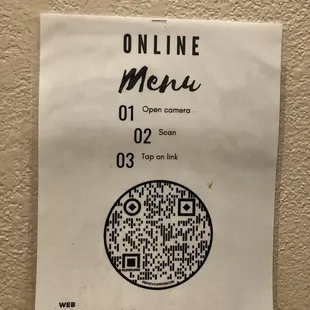 ONLINE
Menu
01 Open camera
02 Scan
03 Tap on link
WEB